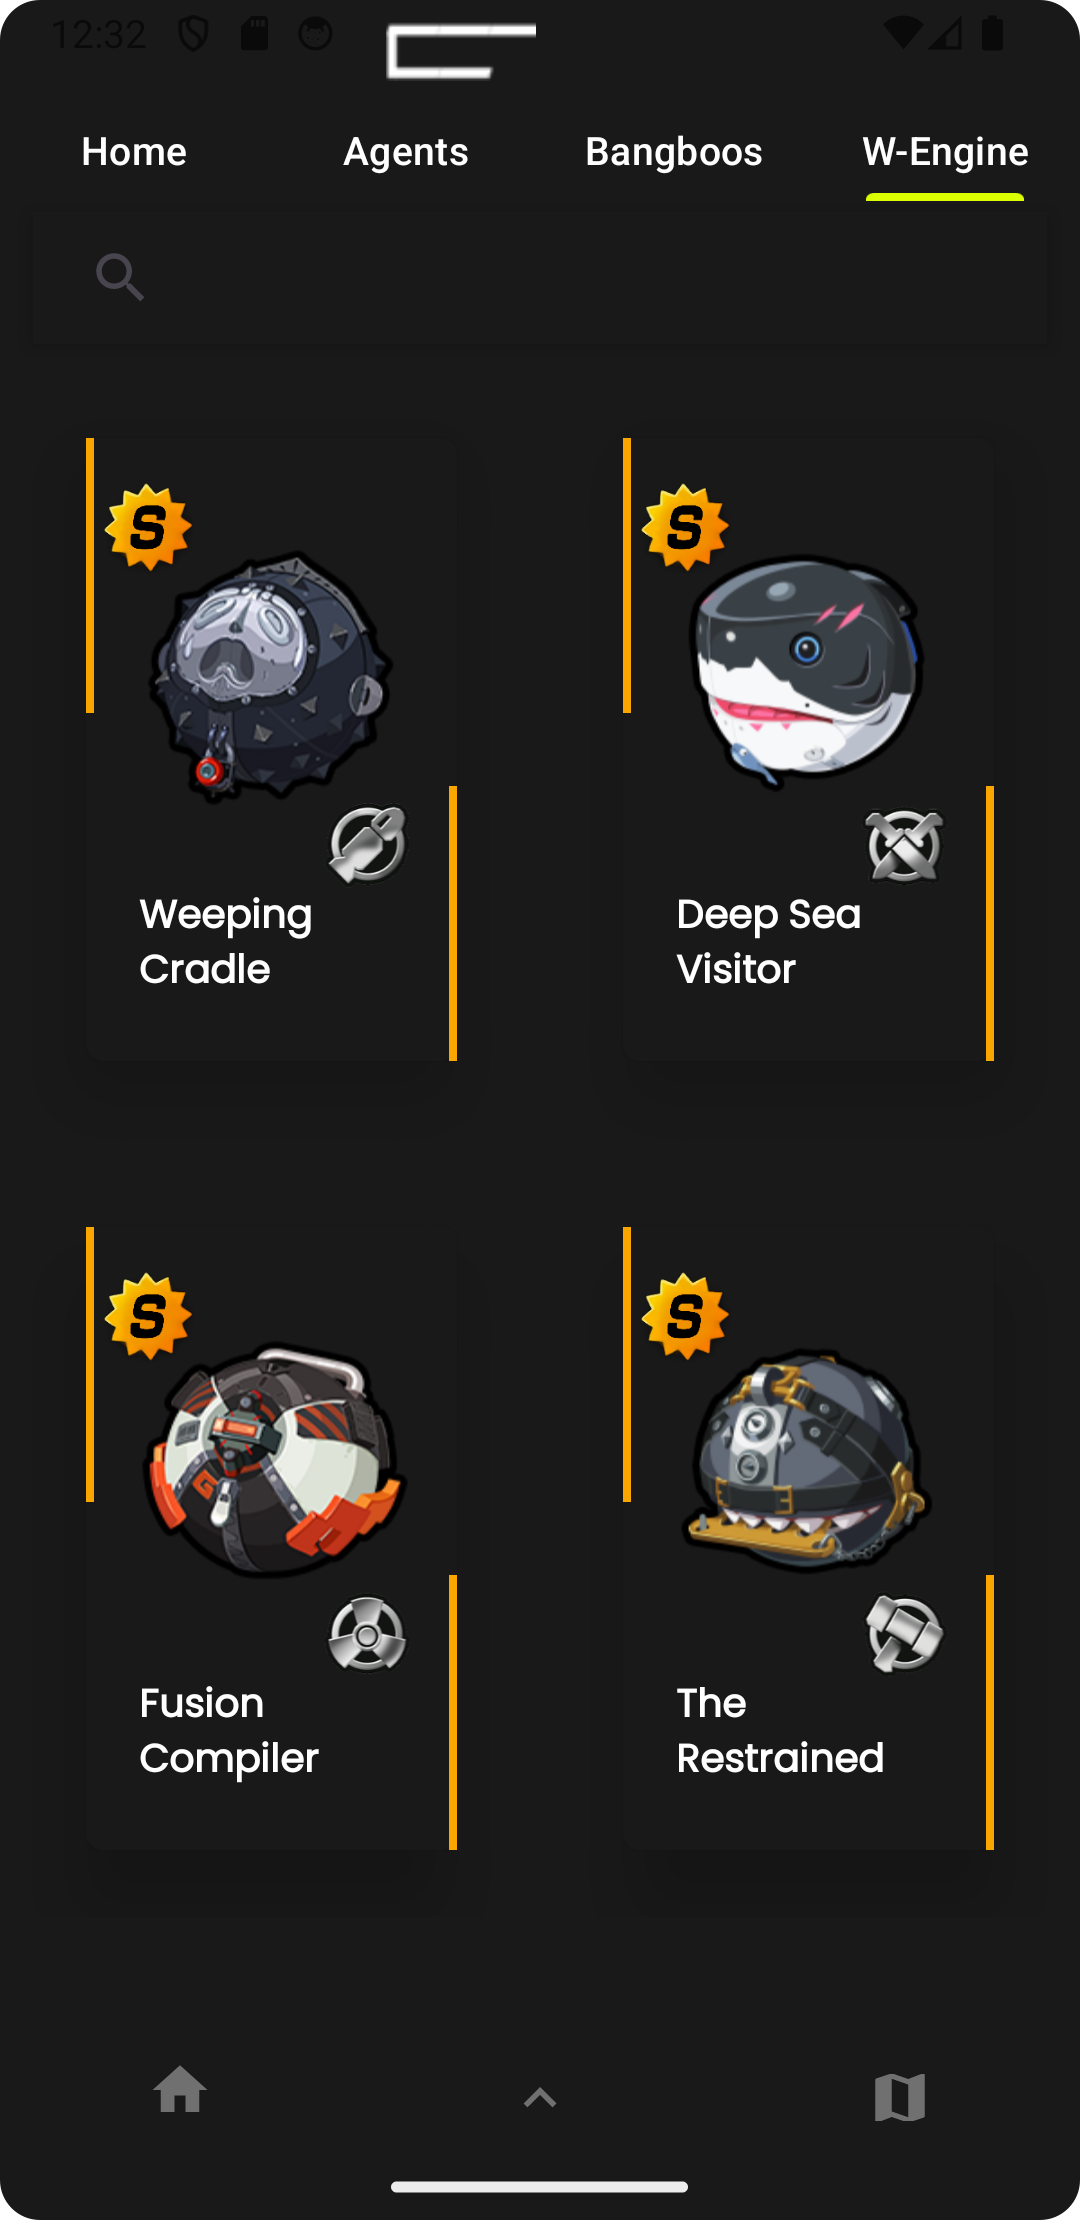 12:32
Home Agents Bangboos W-Engine
S S
Weeping
Cradle
Deep Sea
Visitor
S S
Fusion
Compiler
The
Restrained